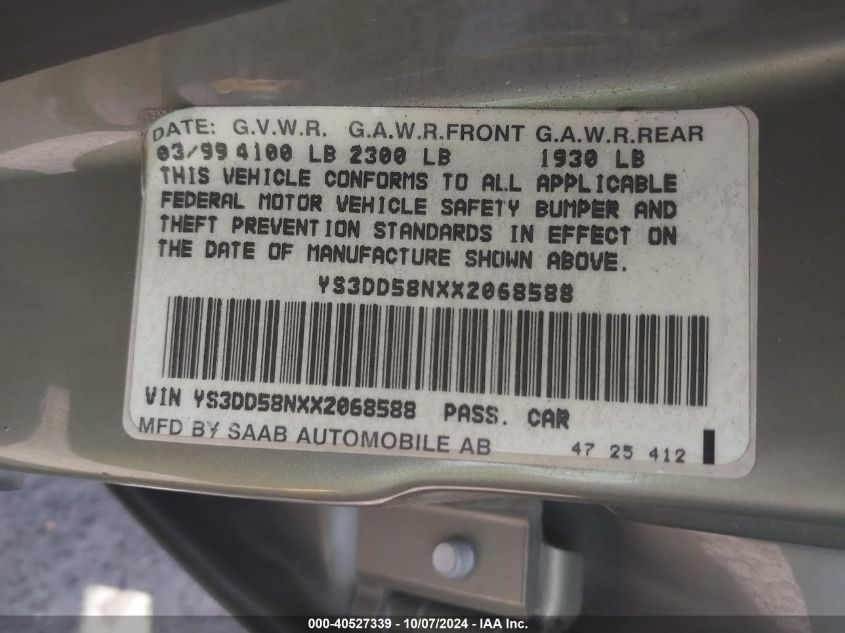 DATE: G.V.W.R. G.A.W.R.FRONT G.A.W.R.REAR
03/99 4100 LB 2300 LB 1930 LB
THIS VEHICLE CONFORMS TO ALL APPLICABLE
FEDERAL MOTOR VEHICLE SAFETY BUMPER AND
THEFT PREVENTION STANDARDS IN EFFECT ON
THE DATE OF MANUFACTURE SHOWN ABOVE.
YS3DD58NXX2068588
VIN YS3DD58NXX2068588 PASS. CAR
MFD BY SAAB AUTOMOBILE AB 47 25 412
000-40527339 - 10/07/2024 - IAA Inc.